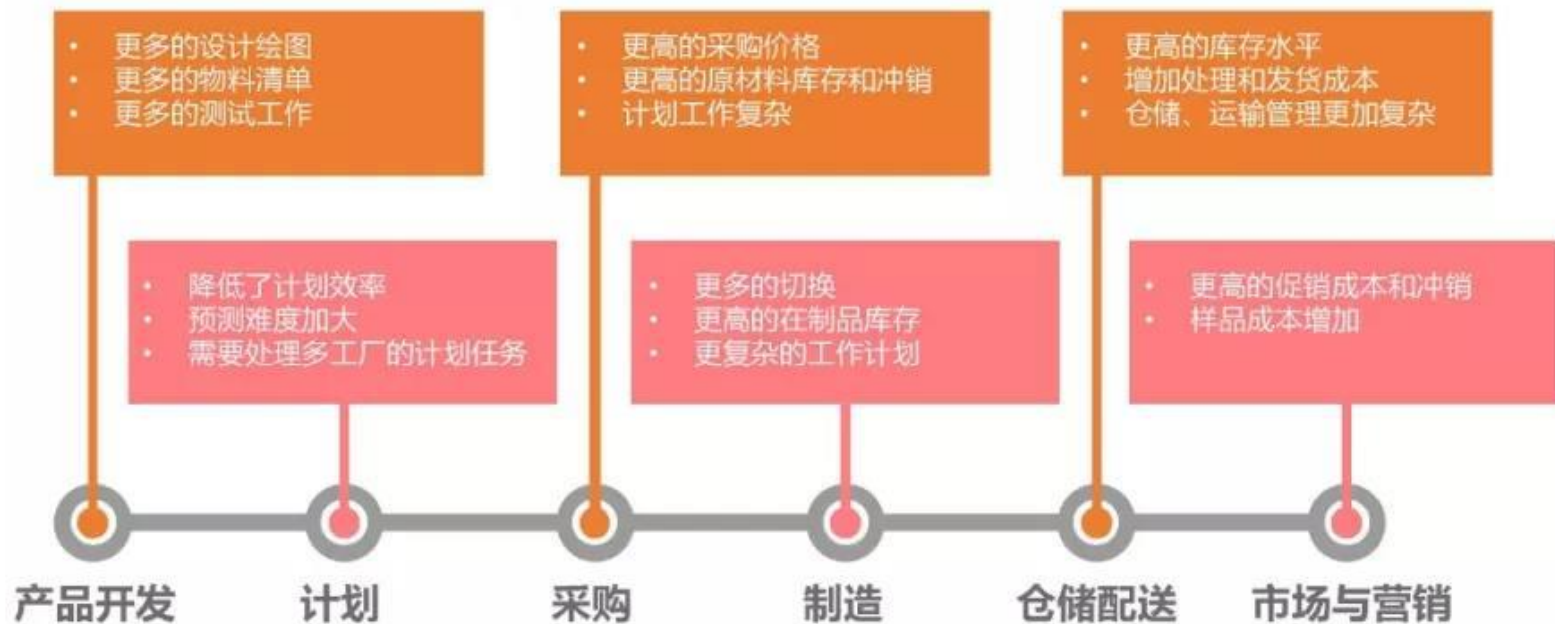 • 更多的设计绘图
• 更多的物料清单
• 更多的测试工作
• 更高的采购价格
• 更高的原材料库存和冲销
• 计划工作复杂
• 更高的库存水平
• 增加处理和发货成本
• 仓储、运输管理更加复杂
• 降低了计划效率
• 预测难度加大
• 需要处理多工厂的计划任务
• 更多的切换
• 更高的在制品库存
• 更复杂的工作计划
• 更高的促销成本和冲销
• 样品成本增加
产品开发
计划
采购
制造
仓储配送
市场与营销